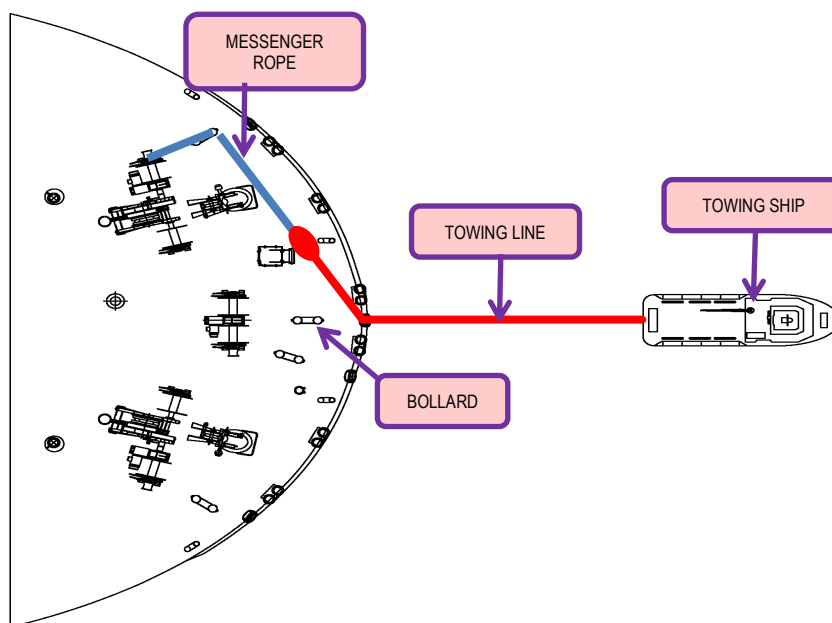 MESSENGER
ROPE
TOWING LINE
TOWING SHIP
BOLLARD